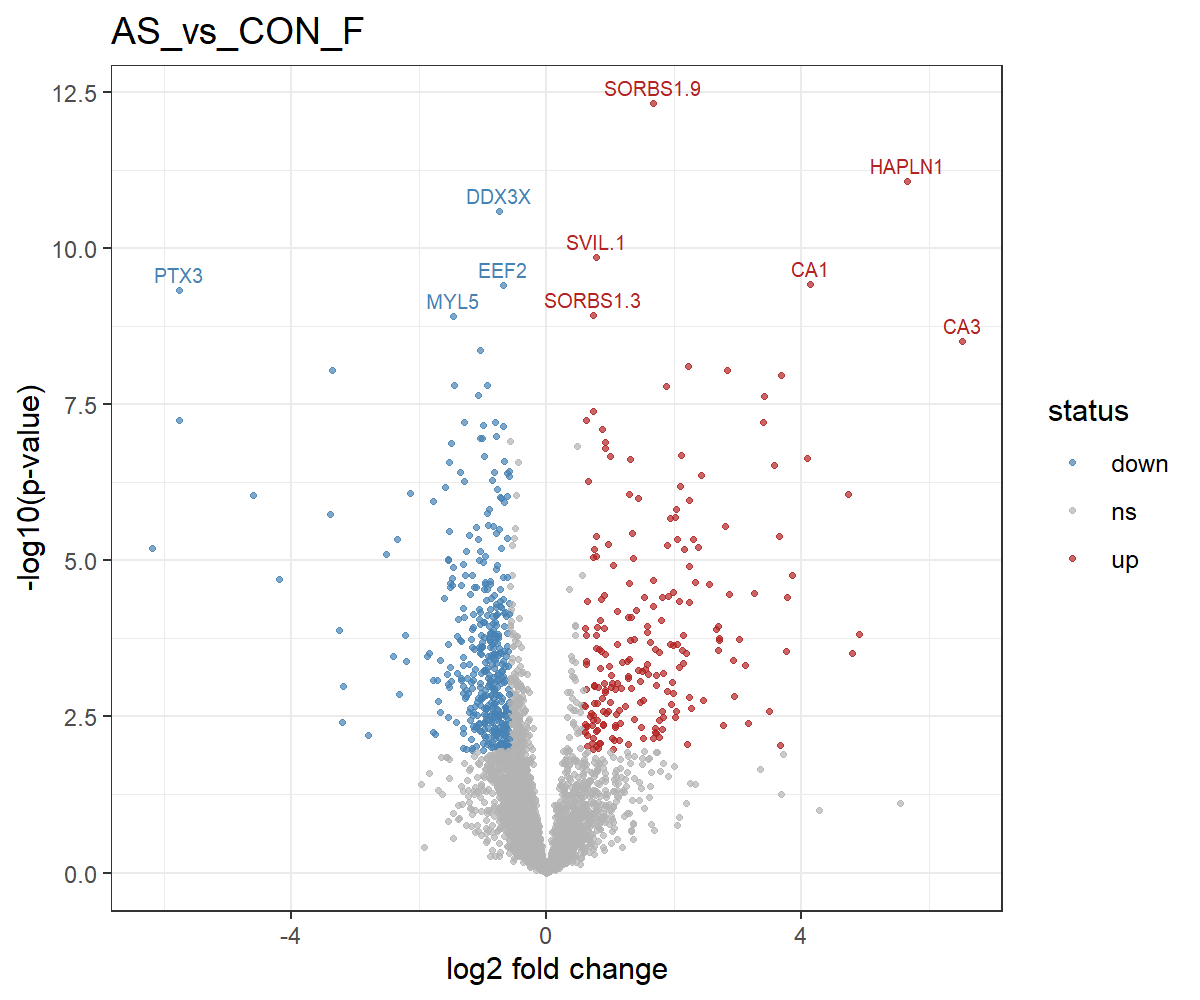 AS_vs_CON_F
12.5
10.0
7.5
5.0
2.5
0.0
-log10(p-value)
SORBS1.9
HAPLN1
DDX3X
SVIL.1
CA1
PTX3
EEF2
MYL5
SORBS1.3
CA3
-4
0
4
log2 fold change
status
down
ns
up